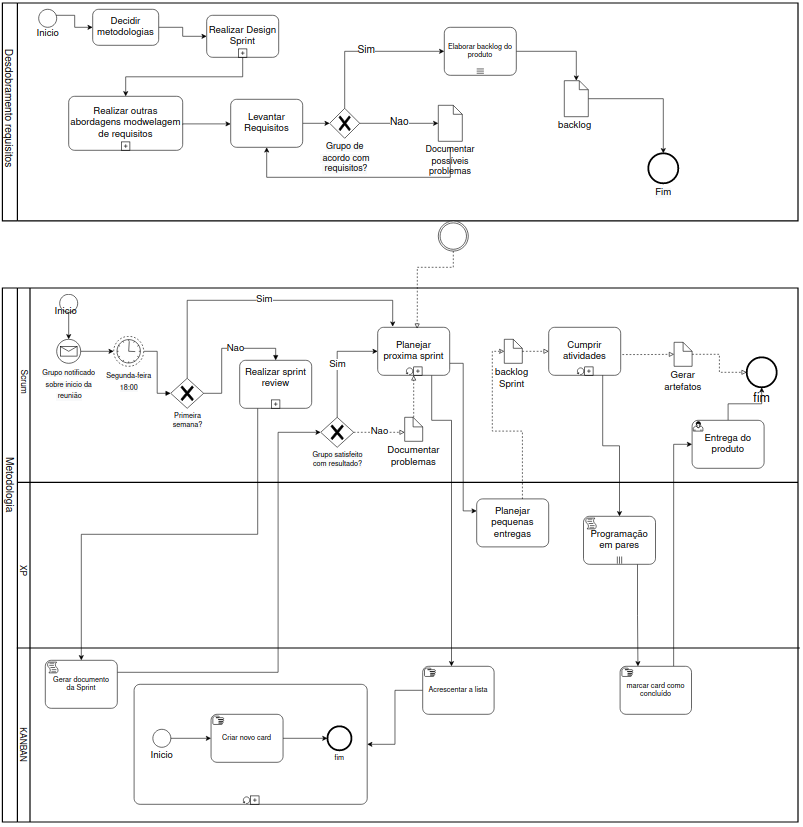 Desdobramento requisitos
Inicio
Decidir
metodologias
Realizar Design
Sprint
Realizar outras
abordagens modwelagem
de requisitos
Levantar
Requisitos
Grupo de
acordo com
requisitos?
Sim
Nao
Elaborar backlog do
produto
Documentar
possiveis
problemas
backlog
Fim
Metodologia
Scrum
Inicio
Grupo notificado
sobre inicio da
reunião
Segunda-feira
18:00
Primeira
semana?
Sim
Nao
Realizar sprint
review
Grupo satisfeito
com resultado?
Sim
Nao
Documentar
problemas
Planejar
proxima sprint
backlog
Sprint
Cumprir
atividades
Gerar
artefatos
fim
Entrega do
produto
XP
Planejar
pequenas
entregas
Programação
em pares
KANBAN
Gerar documento
da Sprint
Inicio
Criar novo card
fim
Acrescentar a lista
marcar card como
concluído